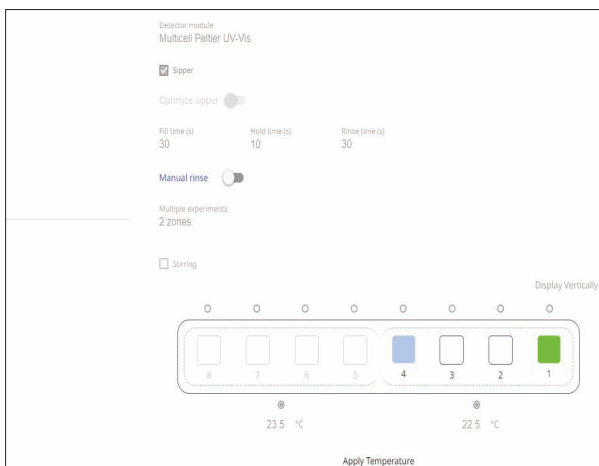 Detector module
Multicell Peltier UV-Vis
Sipper
Optimize sipper
Fill time (s) Hold time (s) Rinse time (s)
30 10 30
Manual rinse
Multiple experiments
2 zones
Stirring
Display Vertically
8 7 6 5 4 3 2 1
23.5 °C 22.5 °C
Apply Temperature